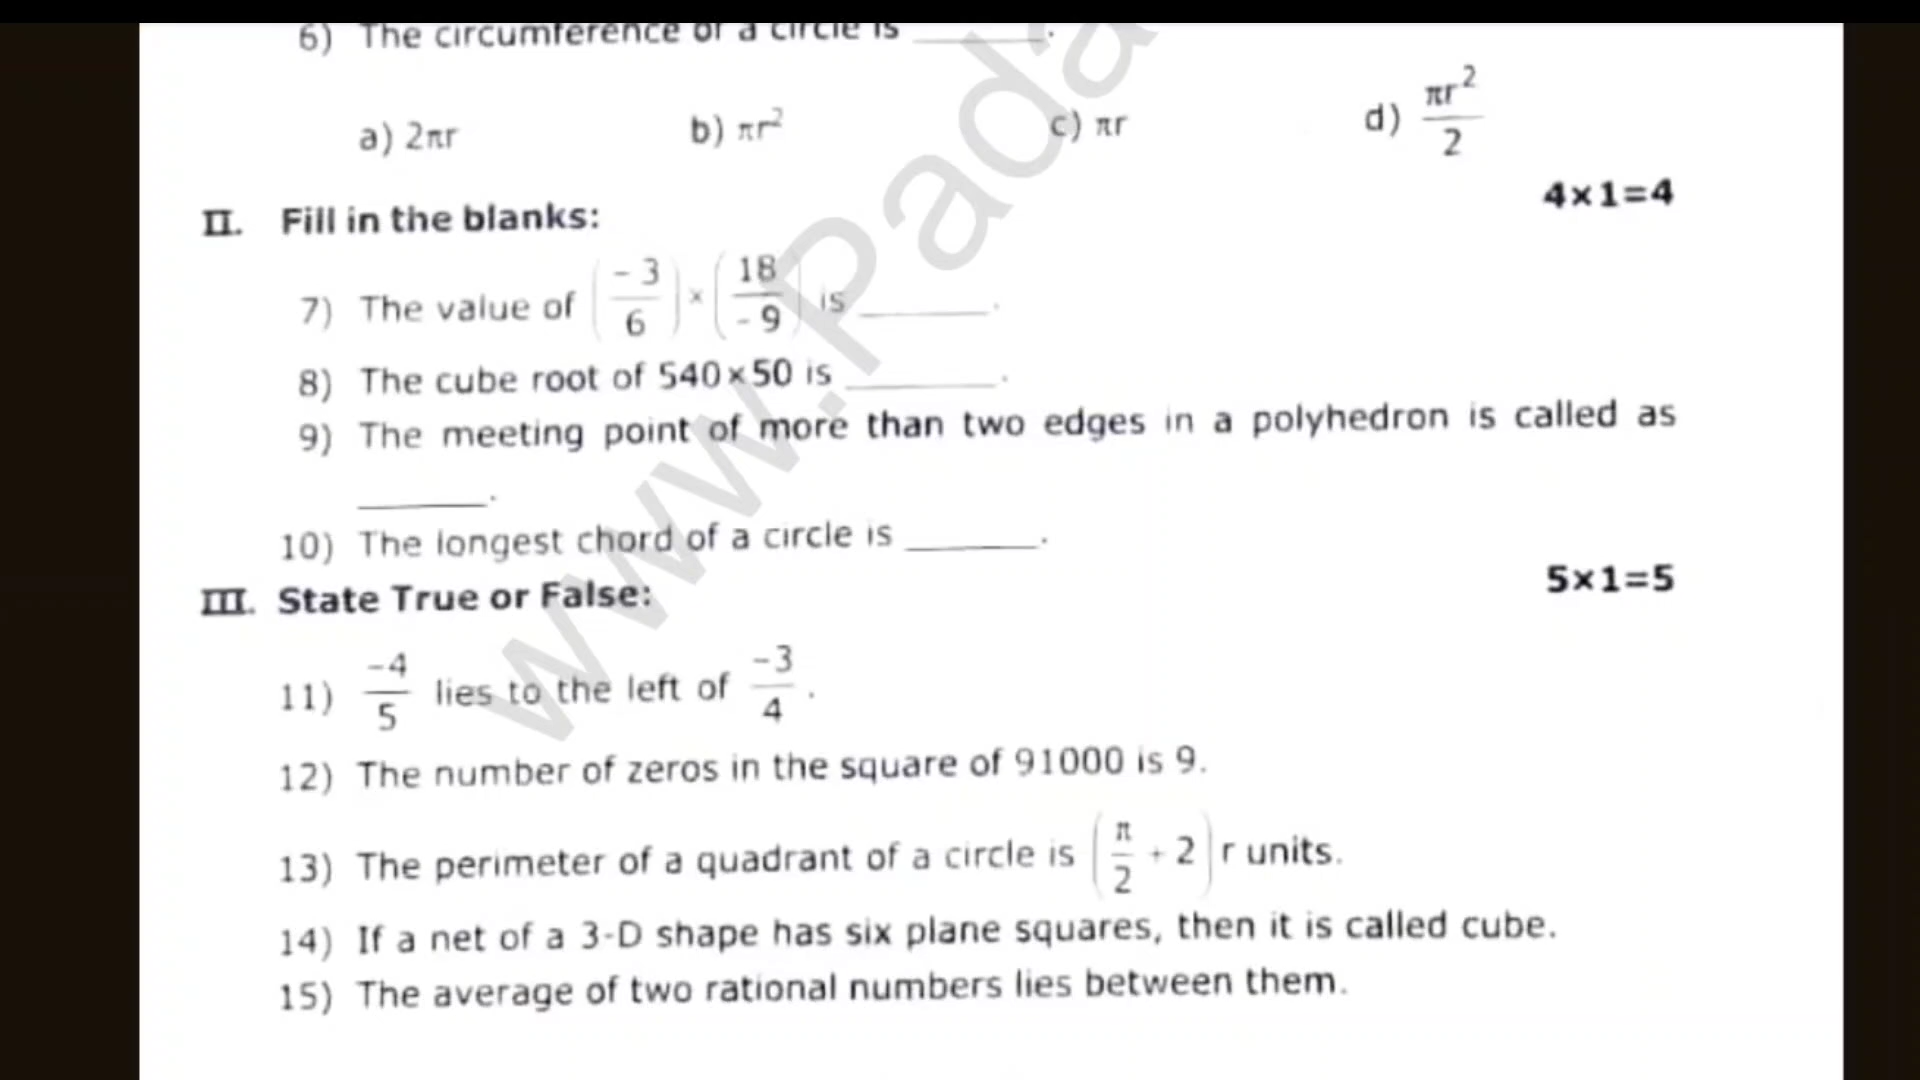 6) The circumference of a circle is ______.
a) 2πr b) πr² c) πr d) πr²/2
4×1=4
II. Fill in the blanks:
7) The value of (-3/6) × (18/-9) is ______.
8) The cube root of 540×50 is ______.
9) The meeting point of more than two edges in a polyhedron is called as
______.
10) The longest chord of a circle is ______.
5×1=5
III. State True or False:
11) -4/5 lies to the left of -3/4.
12) The number of zeros in the square of 91000 is 9.
13) The perimeter of a quadrant of a circle is (π/2 + 2) r units.
14) If a net of a 3-D shape has six plane squares, then it is called cube.
15) The average of two rational numbers lies between them.
www.Pada